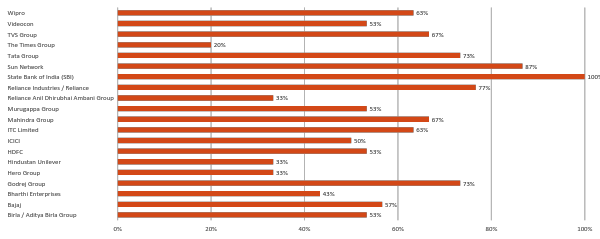 Wipro 63%
Videocon 53%
TVS Group 67%
The Times Group 20%
Tata Group 73%
Sun Network 87%
State Bank of India (SBI) 100%
Reliance Industries / Reliance 77%
Reliance Anil Dhirubhai Ambani Group 33%
Murugappa Group 53%
Mahindra Group 67%
ITC Limited 63%
ICICI 50%
HDFC 53%
Hindustan Unilever 33%
Hero Group 33%
Godrej Group 73%
Bharthi Enterprises 43%
Bajaj 57%
Birla / Aditya Birla Group 53%
0% 20% 40% 60% 80% 100%